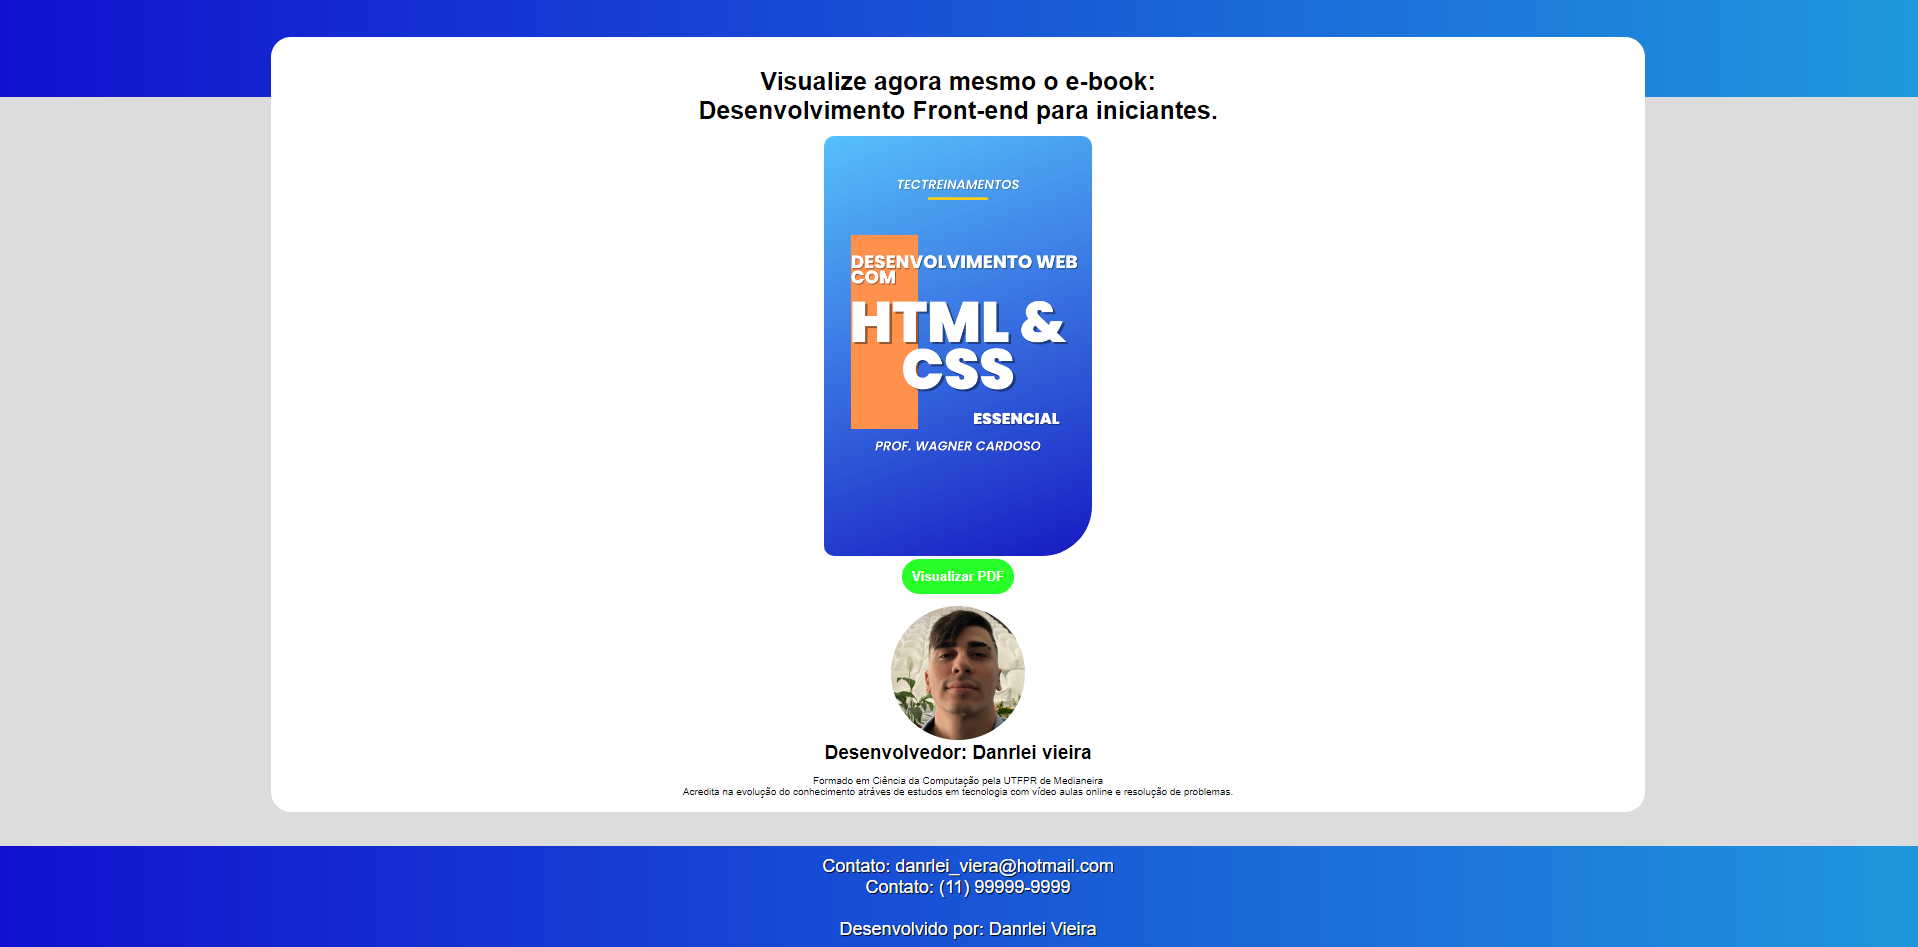 Visualize agora mesmo o e-book:
Desenvolvimento Front-end para iniciantes.
TECTREINAMENTOS
DESENVOLVIMENTO WEB
COM
HTML &
CSS
ESSENCIAL
PROF. WAGNER CARDOSO
Visualizar PDF
Desenvolvedor: Danrlei vieira
Formado em Ciência da Computação pela UTFPR de Medianeira
Acredita na evolução do conhecimento atráves de estudos em tecnologia com vídeo aulas online e resolução de problemas.
Contato: danrlei_viera@hotmail.com
Contato: (11) 99999-9999
Desenvolvido por: Danrlei Vieira